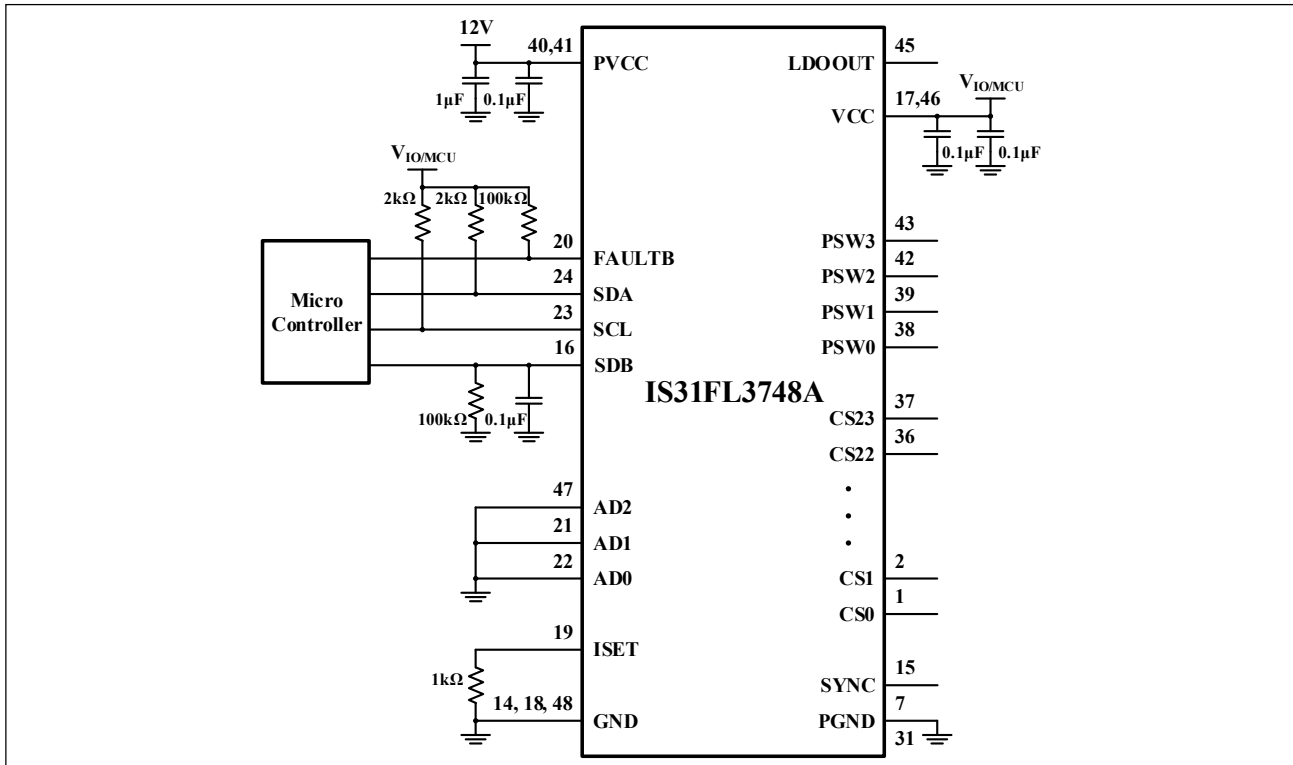 12V
40,41
PVCC
1µF
0.1µF
LDOOUT
45
VIO/MCU
17,46
VCC
0.1µF
0.1µF
VIO/MCU
2kΩ
2kΩ
100kΩ
Micro
Controller
20
FAULTB
24
SDA
23
SCL
16
SDB
100kΩ
0.1µF
IS31FL3748A
43
PSW3
42
PSW2
39
PSW1
38
PSW0
37
CS23
36
CS22
47
AD2
21
AD1
22
AD0
2
CS1
1
CS0
19
ISET
1kΩ
14, 18, 48
GND
15
SYNC
7
PGND
31